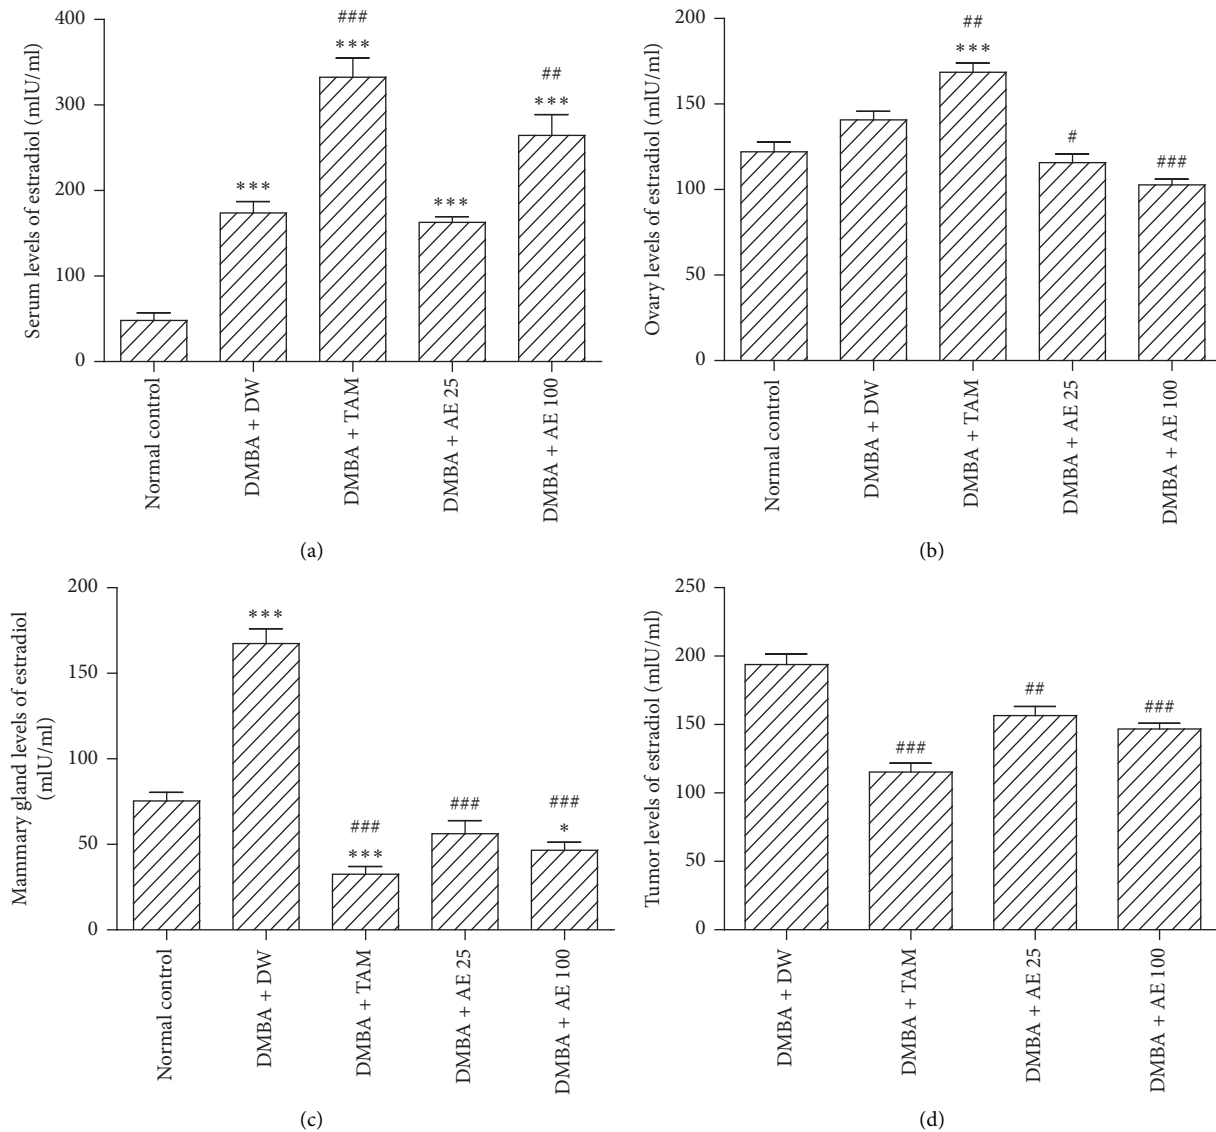 Serum levels of estradiol (mIU/ml)
400
300
200
100
0
###
***
***
***
##
***
Normal control
DMBA + DW
DMBA + TAM
DMBA + AE 25
DMBA + AE 100
(a)
Ovary levels of estradiol (mIU/ml)
200
150
100
50
0
##
***
#
###
Normal control
DMBA + DW
DMBA + TAM
DMBA + AE 25
DMBA + AE 100
(b)
Mammary gland levels of estradiol
(mIU/ml)
200
150
100
50
0
***
###
***
###
###
*
Normal control
DMBA + DW
DMBA + TAM
DMBA + AE 25
DMBA + AE 100
(c)
Tumor levels of estradiol (mIU/ml)
250
200
150
100
50
0
###
##
###
DMBA + DW
DMBA + TAM
DMBA + AE 25
DMBA + AE 100
(d)